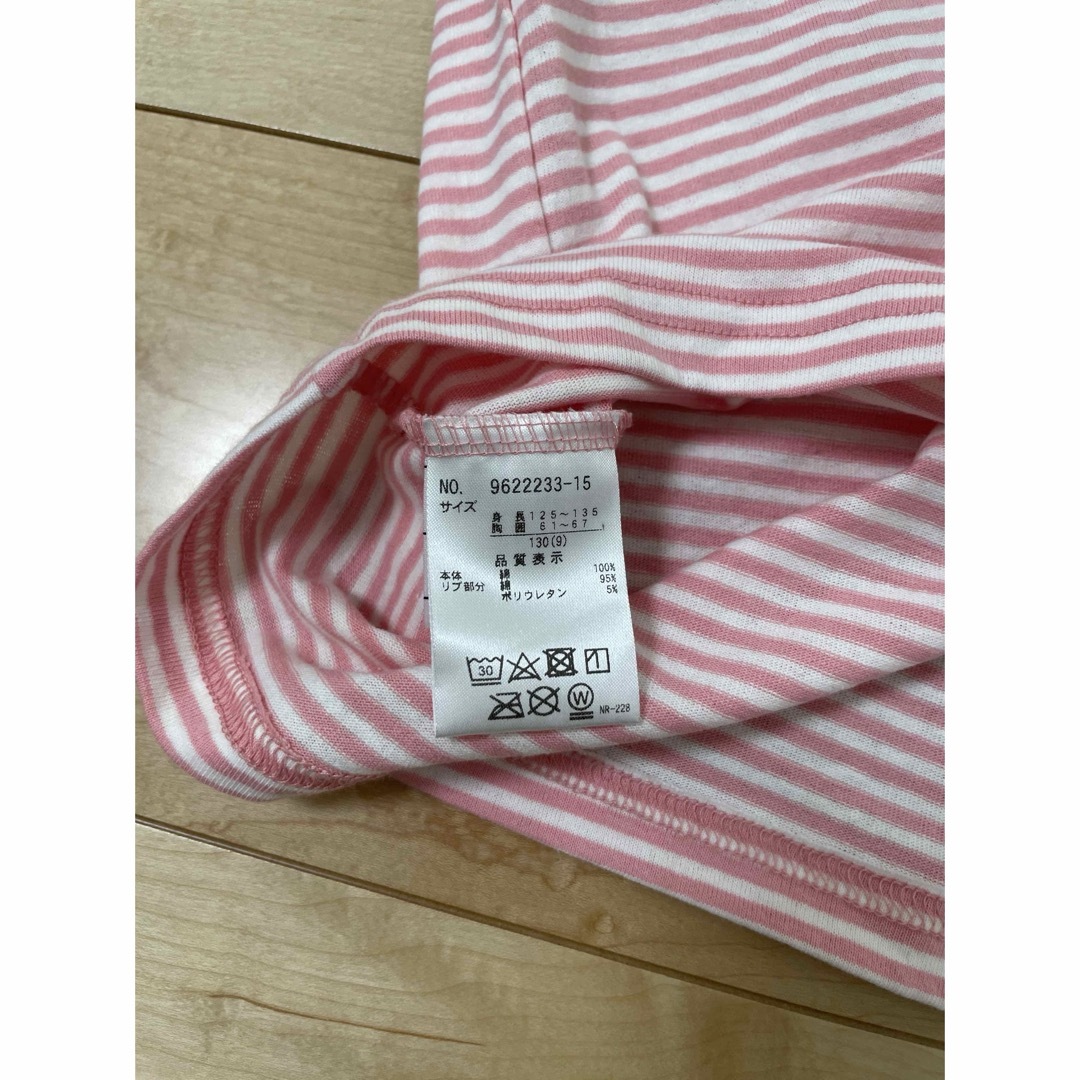 NO. 9622233-15
サイズ
身長 125~135
胸囲 61~67
130(9)
品質表示
本体 綿 100%
リブ部分 綿 95%
ポリウレタン 5%
30
W
NR-228